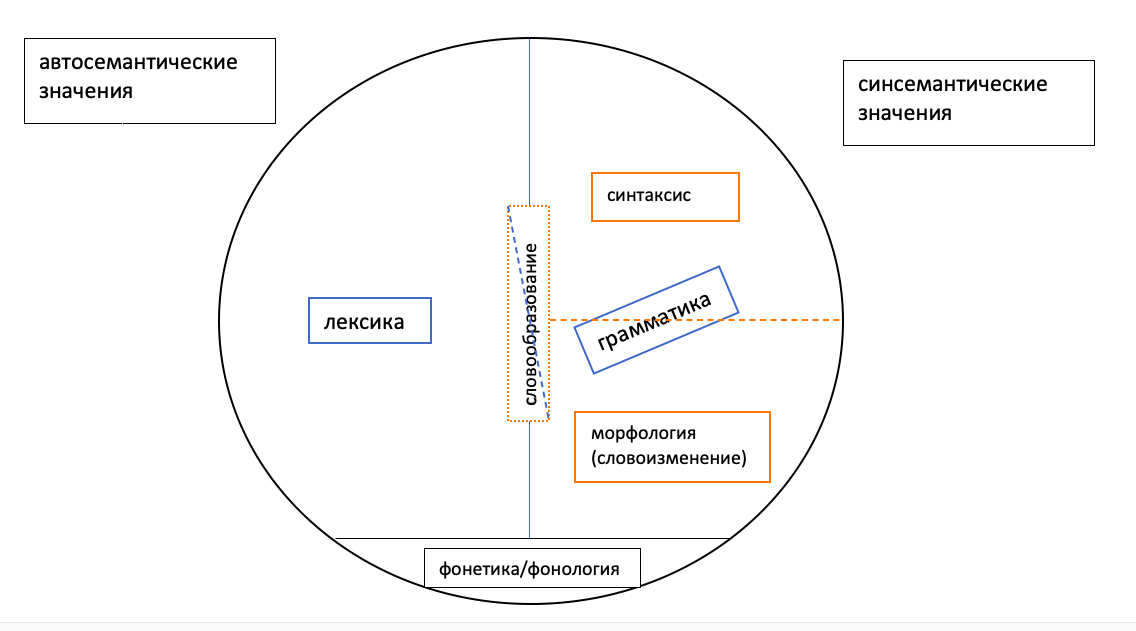 автосемантические
значения
синсемантические
значения
синтаксис
словообразование
лексика
грамматика
морфология
(словоизменение)
фонетика/фонология